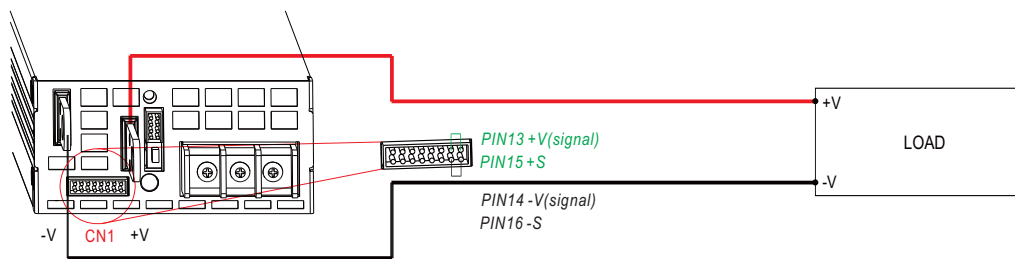 +V
LOAD
PIN13 +V(signal)
PIN15 +S
-V
PIN14 -V(signal)
PIN16 -S
-V
CN1
+V